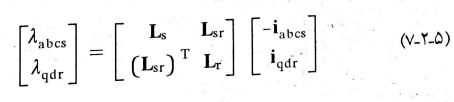 [λabcs; λqdr] = [Ls Lsr; (Lsr)ᵀ Lr] [-iabcs; iqdr] (۷-۲-۵)